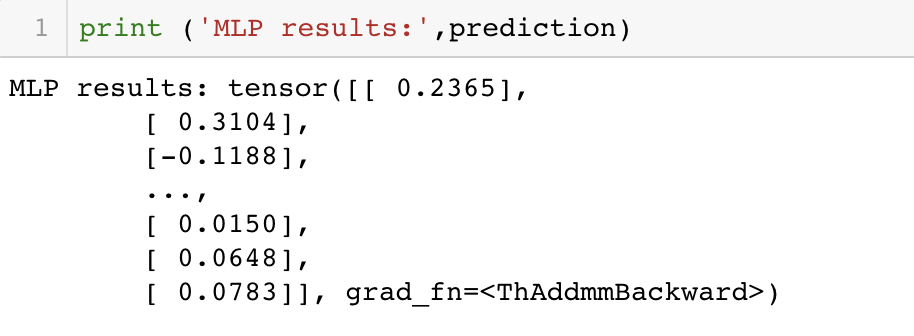 1 print ('MLP results:',prediction)
MLP results: tensor([[ 0.2365],
[ 0.3104],
[-0.1188],
...,
[ 0.0150],
[ 0.0648],
[ 0.0783]], grad_fn=<ThAddmmBackward>)